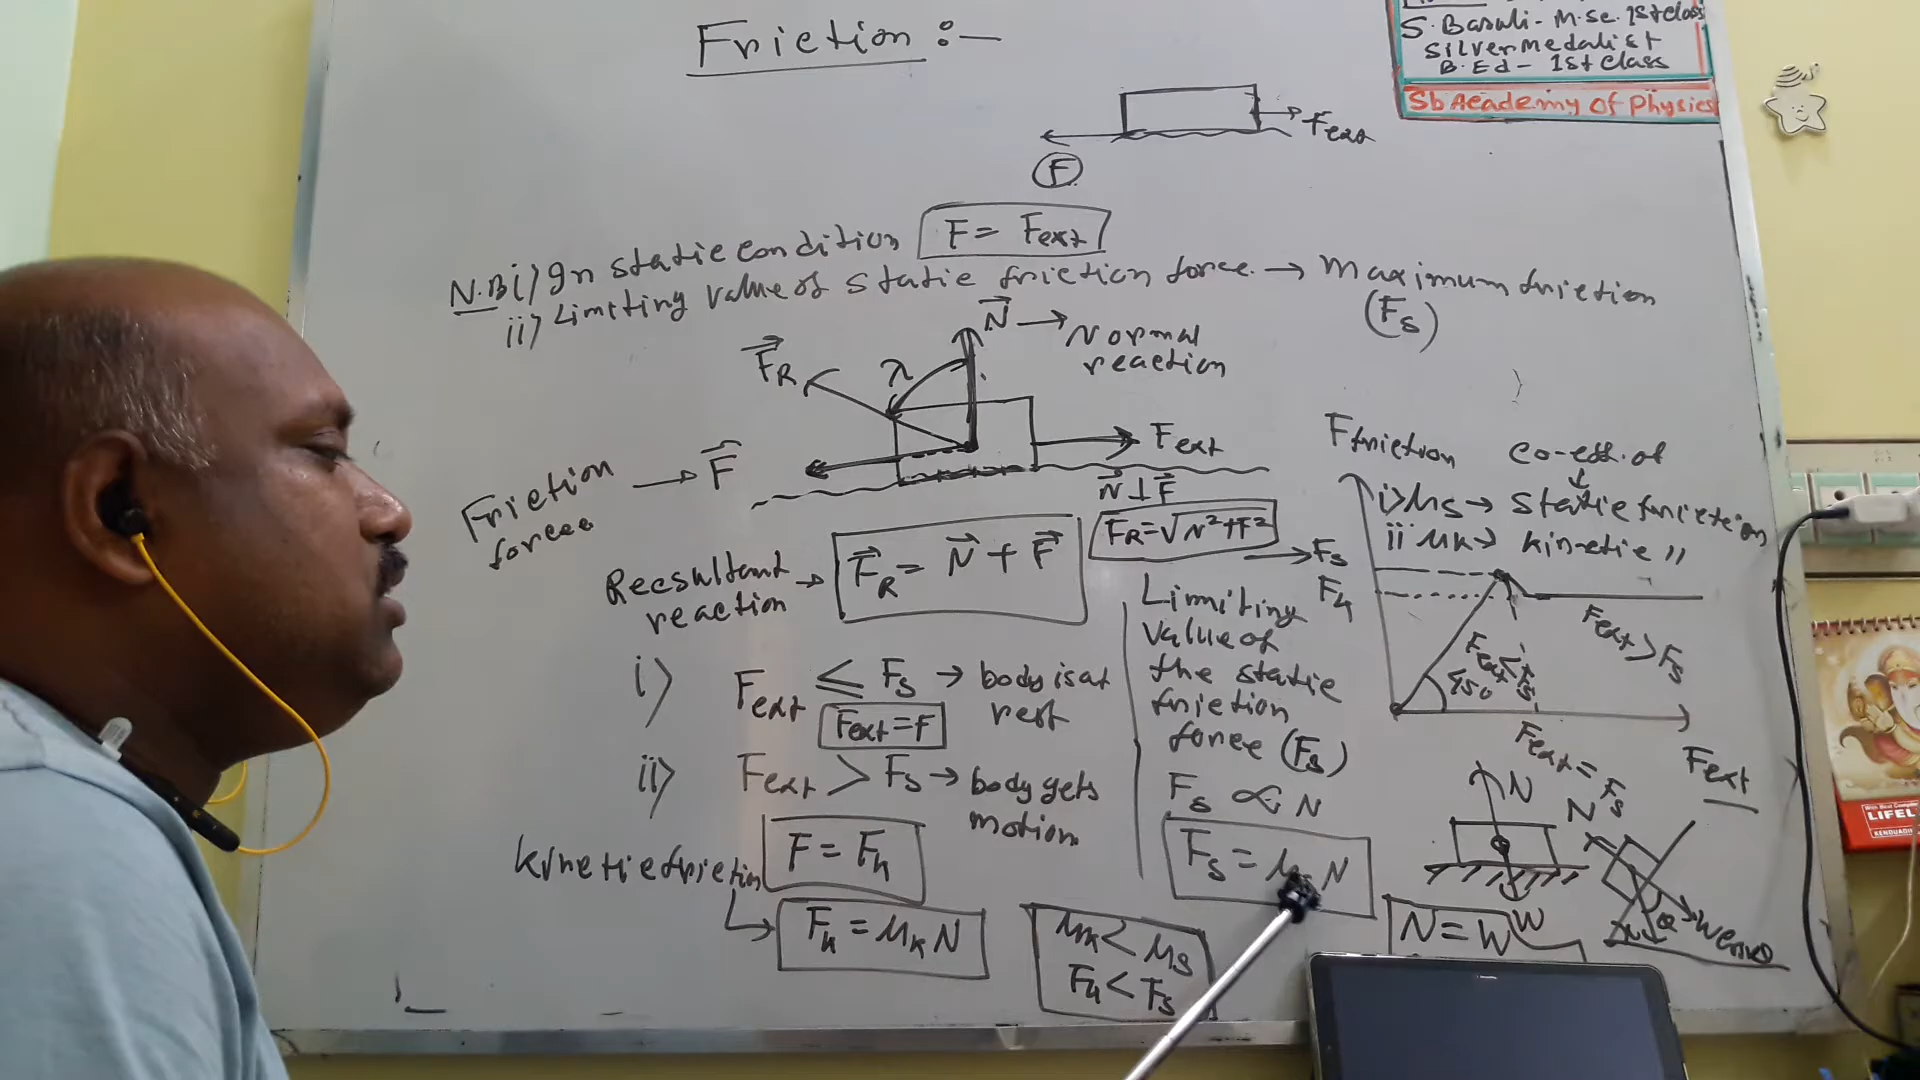 Friction :-
S. Basuli - M.Sc. 1st class
Silver medalist
B.Ed - 1st class
Sb Academy of Physics
Fext
F
N.B i) In static condition F = Fext
ii) Limiting value of static friction force → Maximum friction
(Fs)
N → Normal
reaction
FR
λ
Fext
Friction
force → F
N ⊥ F
FR = √N²+F²
Resultant
reaction → FR = N + F
i) Fext ≤ Fs → body is at
rest
Fext = F
ii) Fext > Fs → body gets
motion
F = Fk
Kinetic friction
Fk = μk N
μk < μs
Fk < Fs
Limiting
value of
the static
friction
force (Fs)
Fs ∝ N
Fs = μs N
Ffriction
co-eff. of
i) μs → static friction
ii μk → kinetic 〃
Fs
Fk
Fext > Fs
Fext < Fs
45°
Fext = Fs
Fext
N
W
N = W
N
θ
LIFEL
KENDUADI